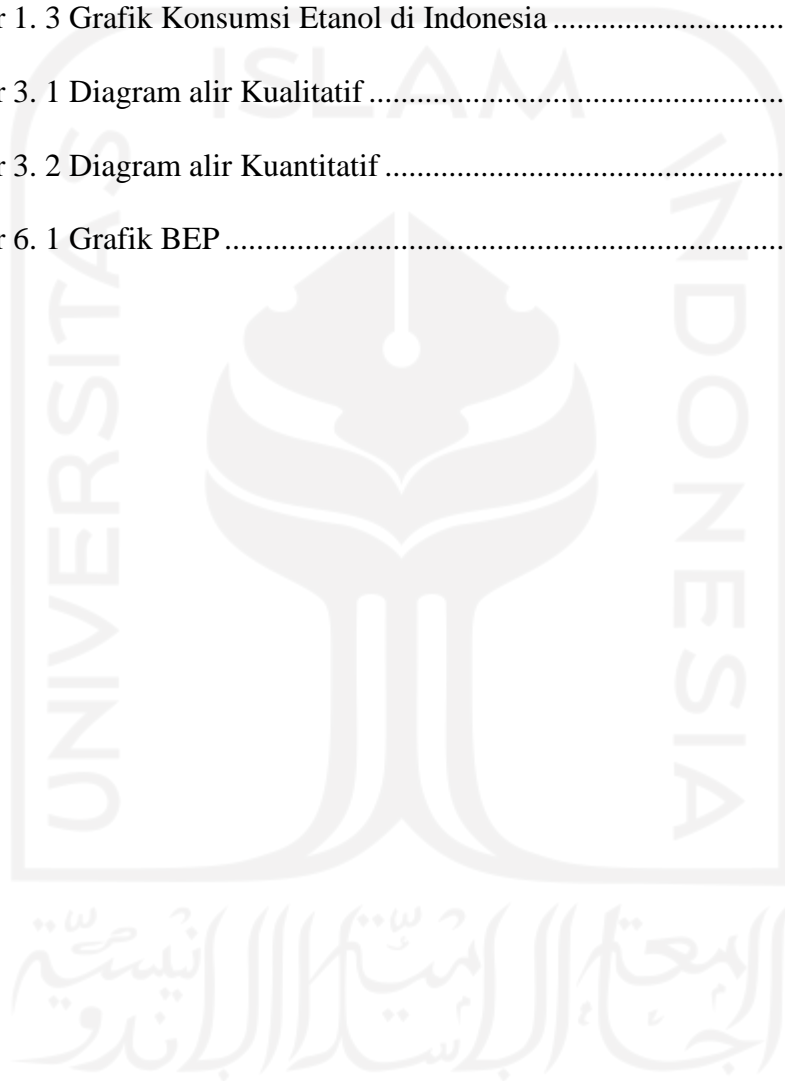 r 1. 3 Grafik Konsumsi Etanol di Indonesia ..........................
r 3. 1 Diagram alir Kualitatif ....................................................
r 3. 2 Diagram alir Kuantitatif ..................................................
r 6. 1 Grafik BEP ......................................................................
ISLAM
UNIVERSITAS
INDONESIA